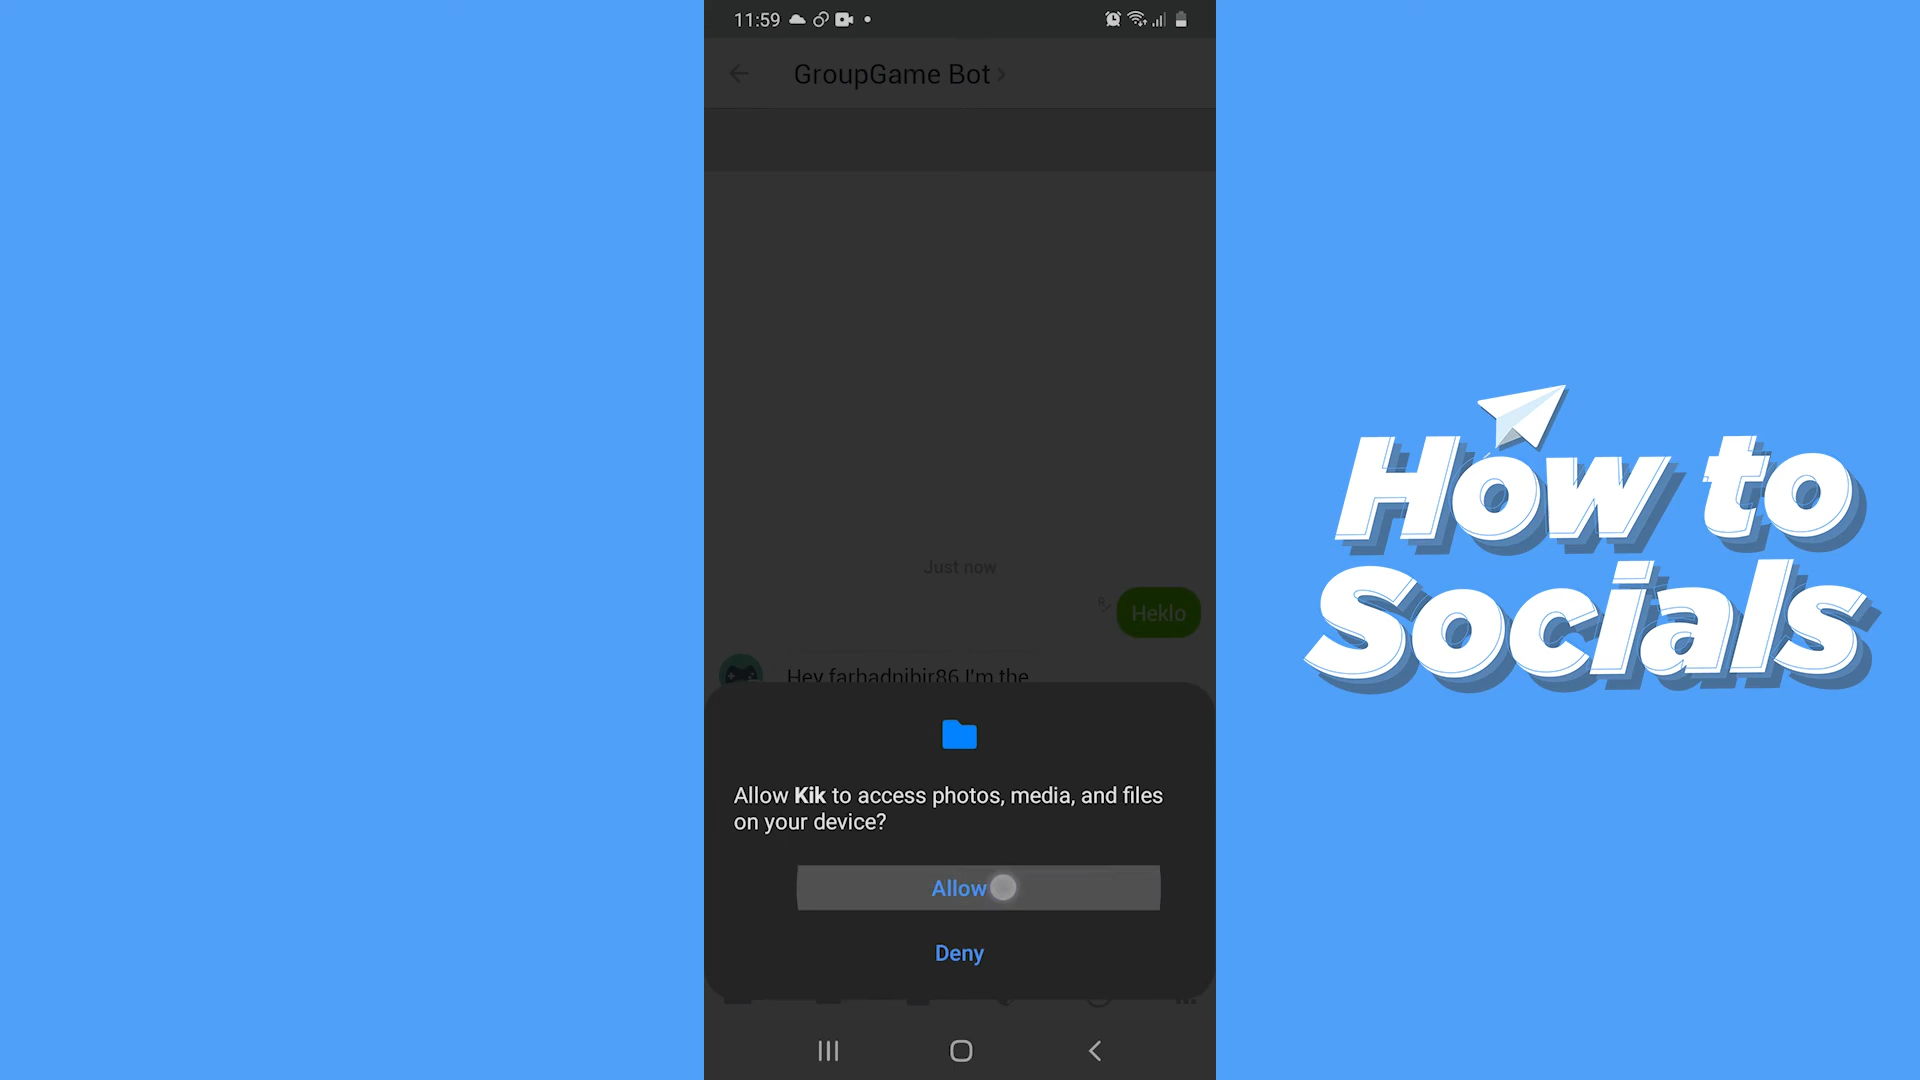 11:59
GroupGame Bot
Just now
Heklo
Hey farhadnihir86 I'm the
Allow Kik to access photos, media, and files
on your device?
Allow
Deny
How to
Socials